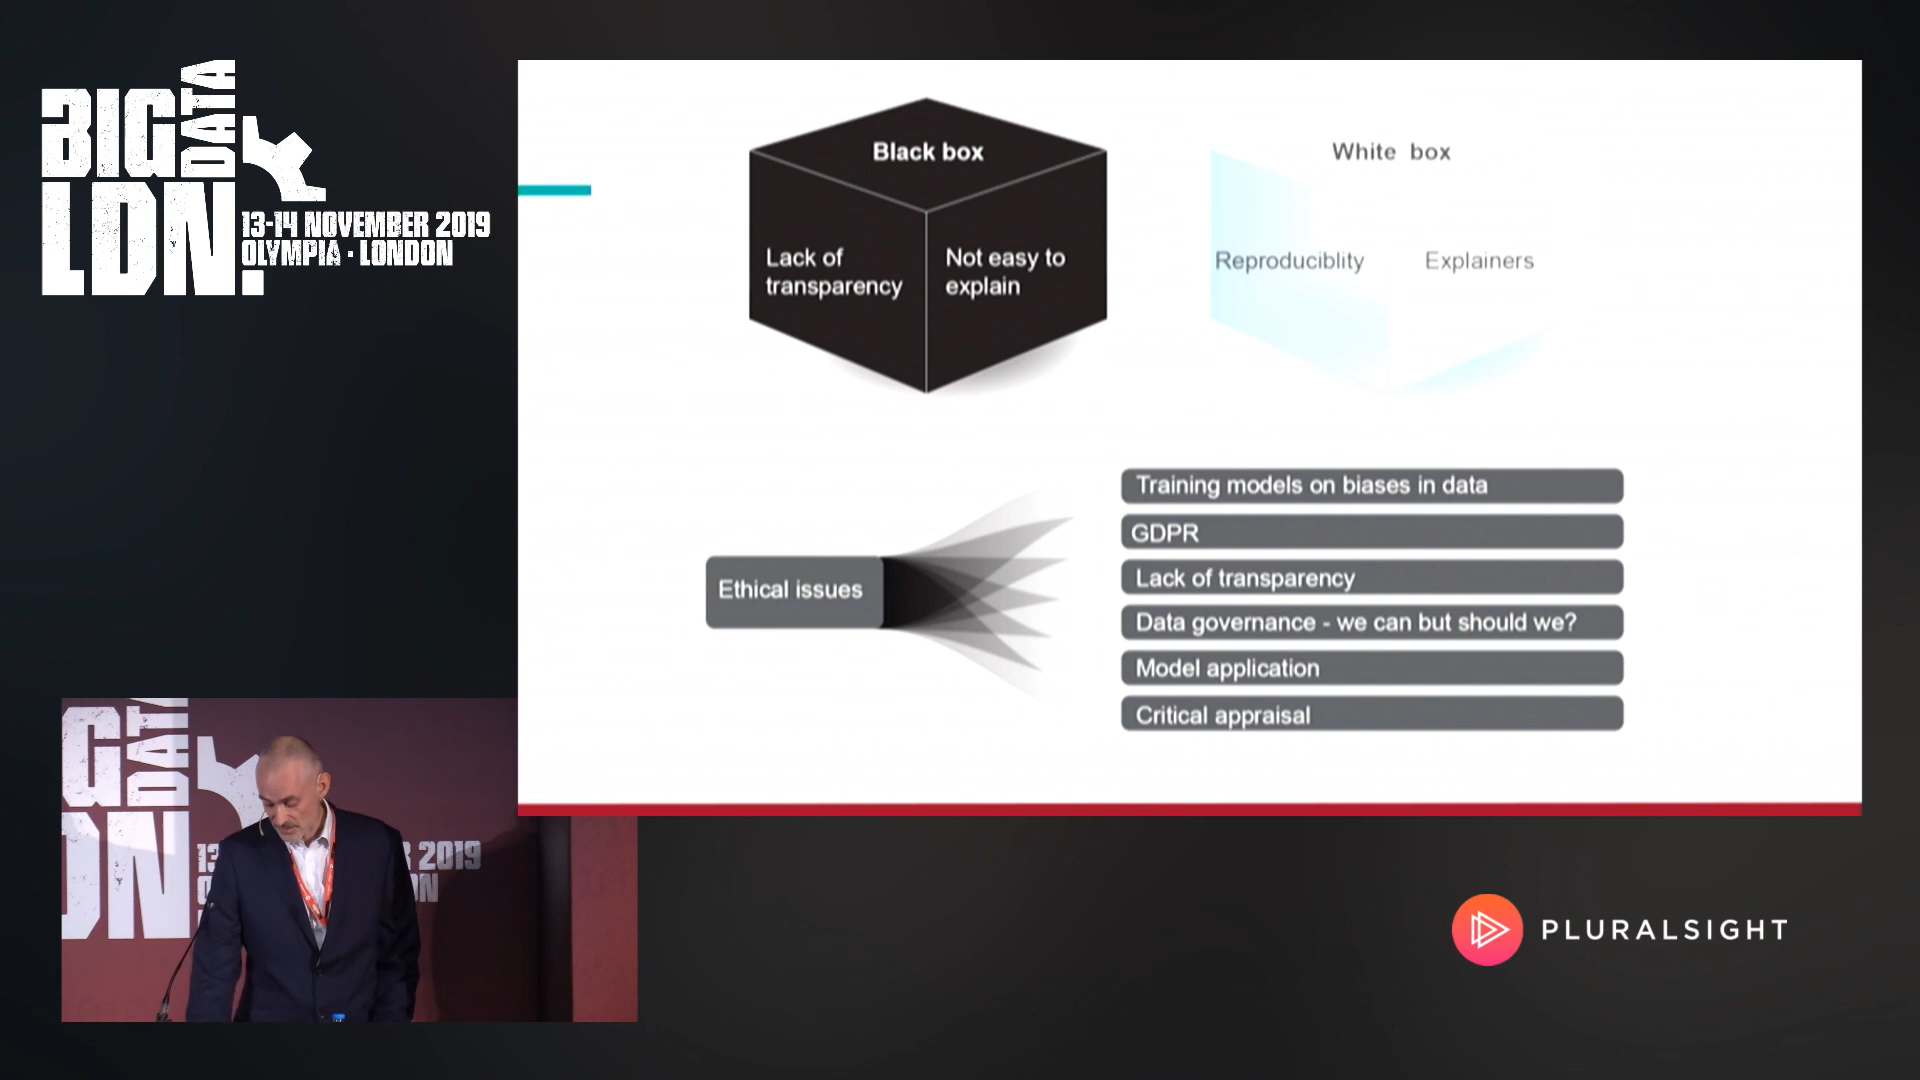 BIG DATA
LDN.
13-14 NOVEMBER 2019
OLYMPIA · LONDON
Black box
Lack of
transparency
Not easy to
explain
White box
Reproduciblity
Explainers
Ethical issues
Training models on biases in data
GDPR
Lack of transparency
Data governance - we can but should we?
Model application
Critical appraisal
2019
PLURALSIGHT